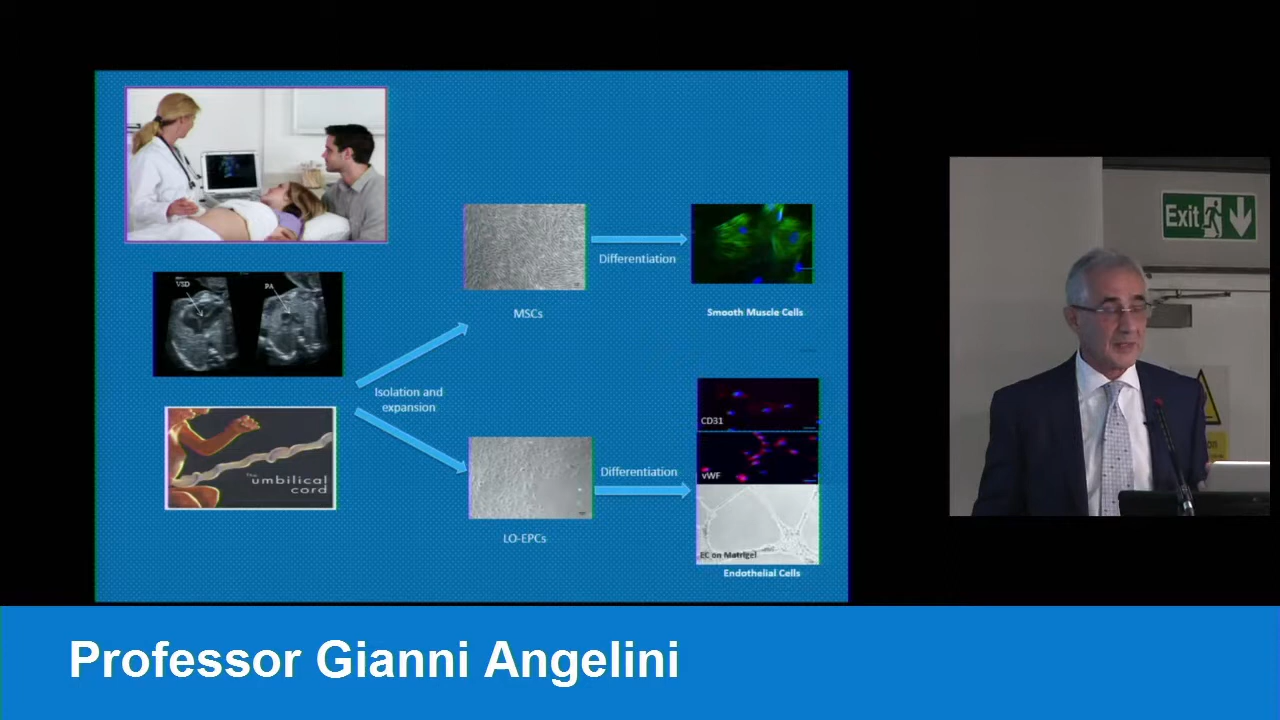 VSD
PA
The
umbilical
cord
Isolation and
expansion
MSCs
Differentiation
Smooth Muscle Cells
LO-EPCs
Differentiation
CD31
vWF
EC on Matrigel
Endothelial Cells
Exit
Professor Gianni Angelini